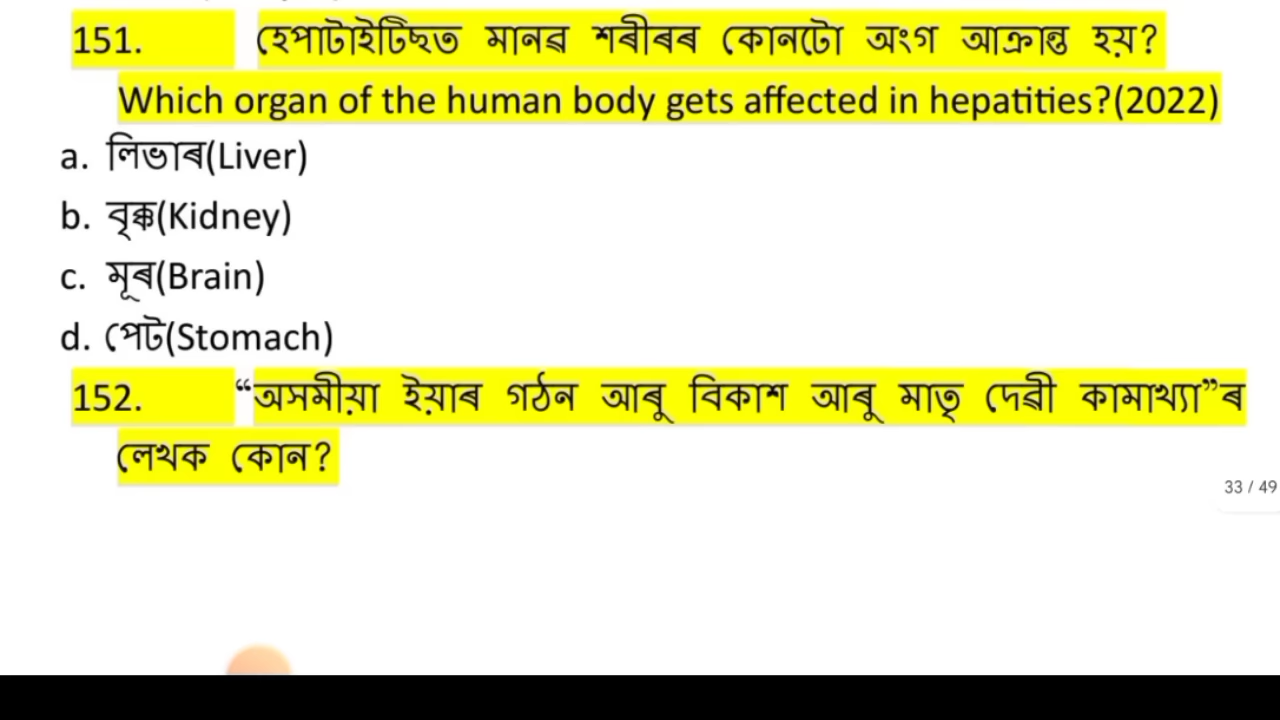 151. হেপাটাইটিছত মানৱ শৰীৰৰ কোনটো অংগ আক্ৰান্ত হয়?
Which organ of the human body gets affected in hepatities?(2022)
a. লিভাৰ(Liver)
b. বৃক্ক(Kidney)
c. মূৰ(Brain)
d. পেট(Stomach)
152. “অসমীয়া ইয়াৰ গঠন আৰু বিকাশ আৰু মাতৃ দেৱী কামাখ্যা”ৰ
লেখক কোন?
33 / 49